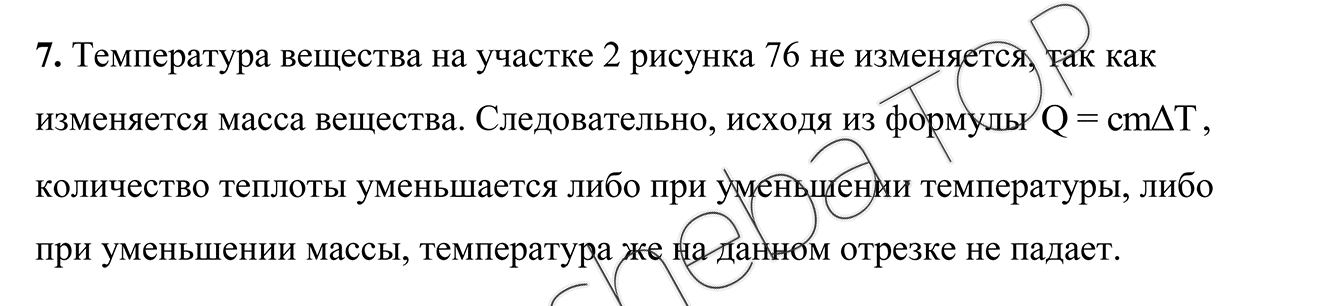 7. Температура вещества на участке 2 рисунка 76 не изменяется, так как
изменяется масса вещества. Следовательно, исходя из формулы Q = cmΔT ,
количество теплоты уменьшается либо при уменьшении температуры, либо
при уменьшении массы, температура же на данном отрезке не падает.
heba TOP